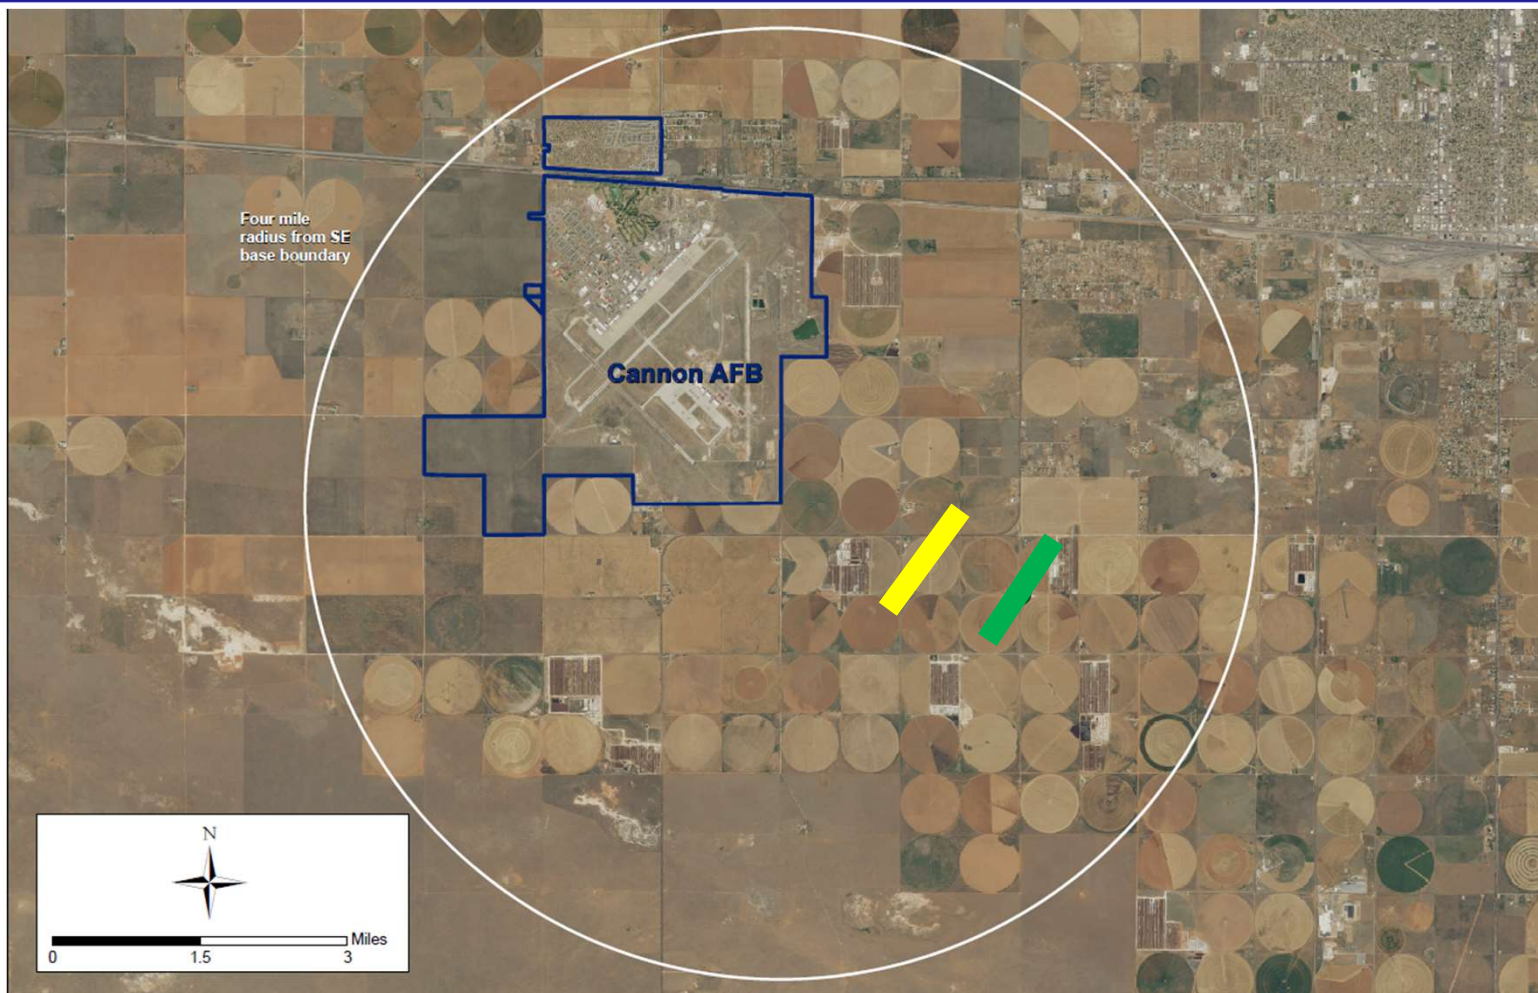 Four mile
radius from SE
base boundary
Cannon AFB
N
Miles
0 1.5 3